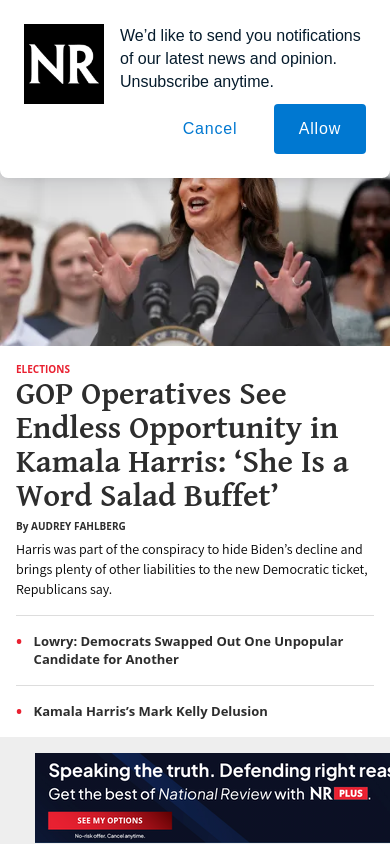 NR
We’d like to send you notifications
of our latest news and opinion.
Unsubscribe anytime.
Cancel
Allow
ELECTIONS
GOP Operatives See
Endless Opportunity in
Kamala Harris: ‘She Is a
Word Salad Buffet’
By AUDREY FAHLBERG
Harris was part of the conspiracy to hide Biden’s decline and
brings plenty of other liabilities to the new Democratic ticket,
Republicans say.
• Lowry: Democrats Swapped Out One Unpopular
Candidate for Another
• Kamala Harris’s Mark Kelly Delusion
Speaking the truth. Defending right reas
Get the best of National Review with NR PLUS.
SEE MY OPTIONS
No-risk offer. Cancel anytime.